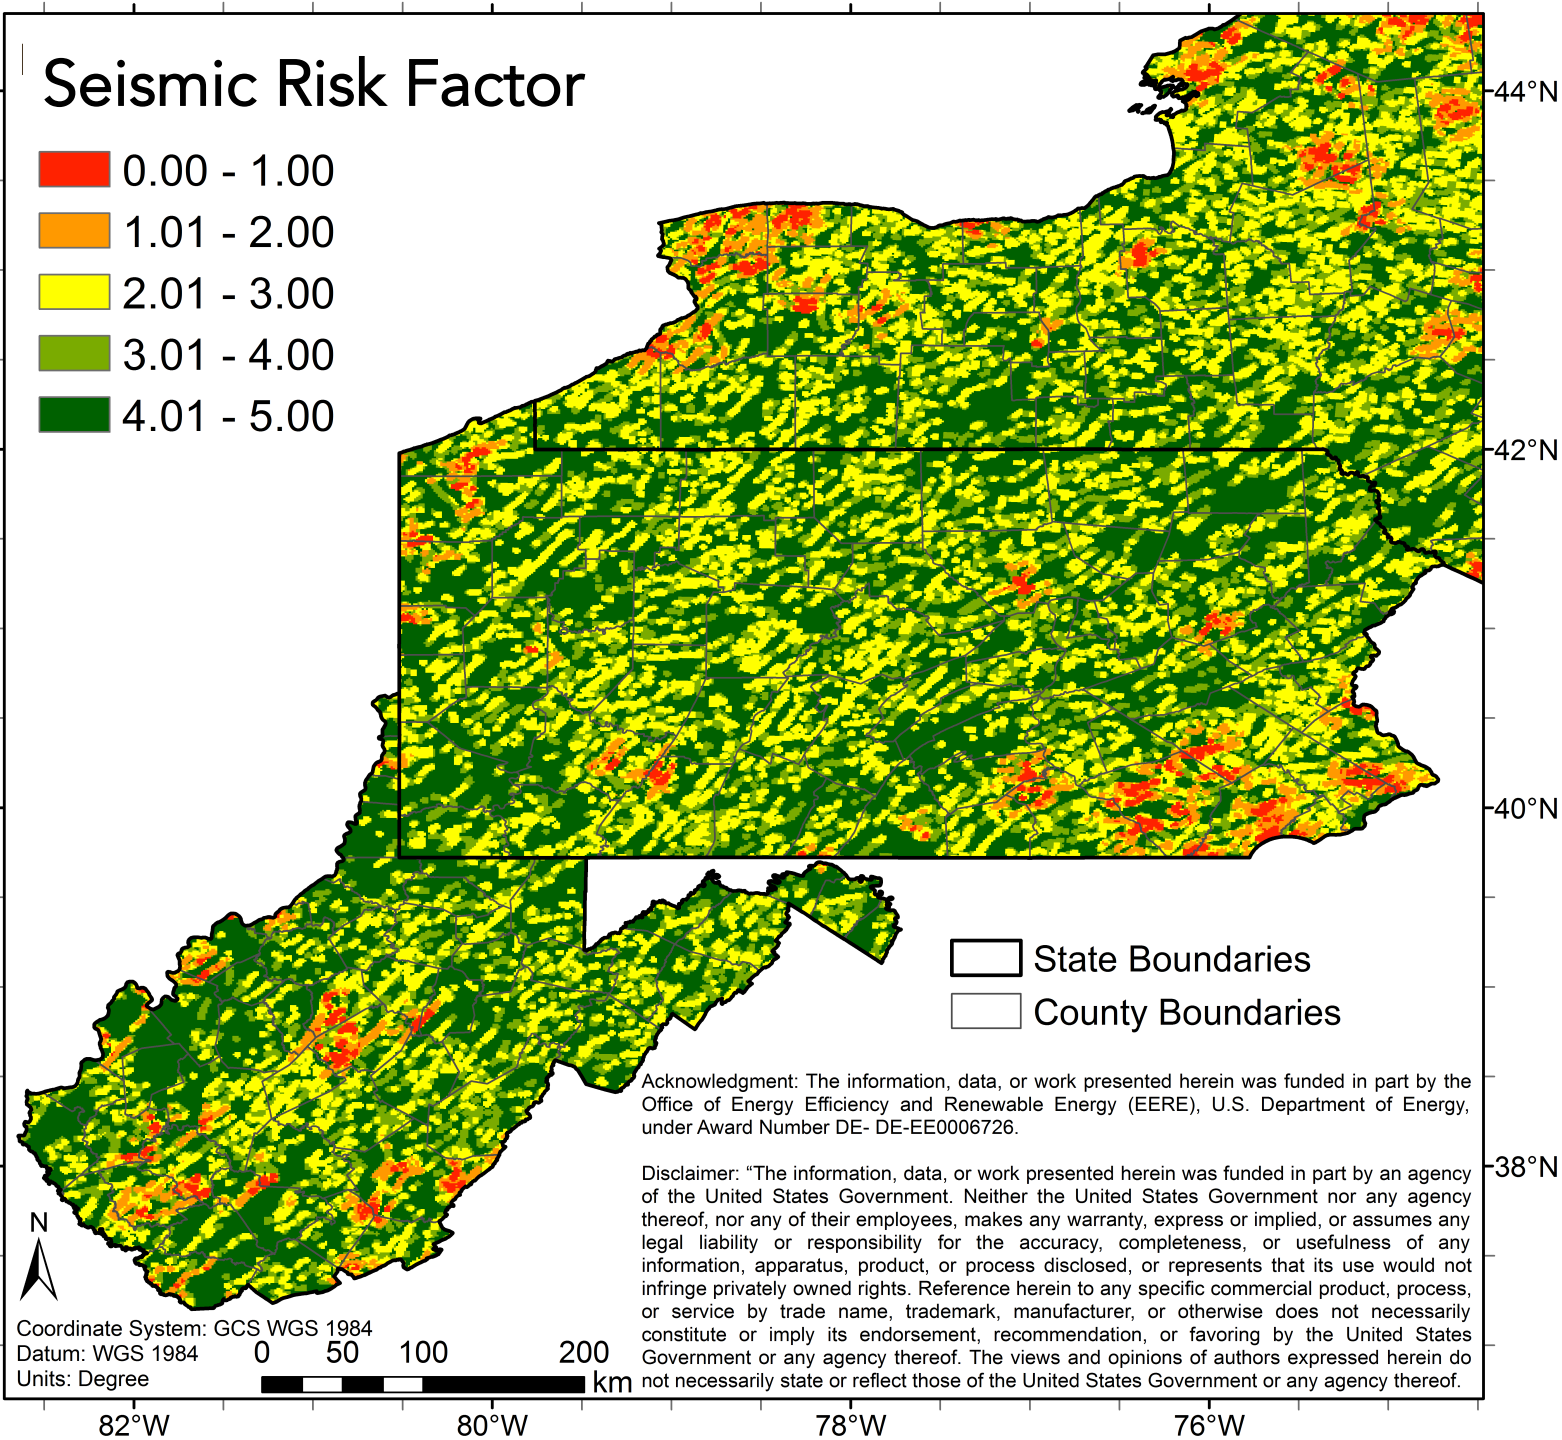 Seismic Risk Factor
0.00 - 1.00
1.01 - 2.00
2.01 - 3.00
3.01 - 4.00
4.01 - 5.00
44°N
42°N
40°N
38°N
State Boundaries
County Boundaries
Acknowledgment: The information, data, or work presented herein was funded in part by the
Office of Energy Efficiency and Renewable Energy (EERE), U.S. Department of Energy,
under Award Number DE- DE-EE0006726.
Disclaimer: “The information, data, or work presented herein was funded in part by an agency
of the United States Government. Neither the United States Government nor any agency
thereof, nor any of their employees, makes any warranty, express or implied, or assumes any
legal liability or responsibility for the accuracy, completeness, or usefulness of any
information, apparatus, product, or process disclosed, or represents that its use would not
infringe privately owned rights. Reference herein to any specific commercial product, process,
or service by trade name, trademark, manufacturer, or otherwise does not necessarily
constitute or imply its endorsement, recommendation, or favoring by the United States
Government or any agency thereof. The views and opinions of authors expressed herein do
not necessarily state or reflect those of the United States Government or any agency thereof.
N
Coordinate System: GCS WGS 1984
Datum: WGS 1984
Units: Degree
0 50 100 200
km
82°W 80°W 78°W 76°W